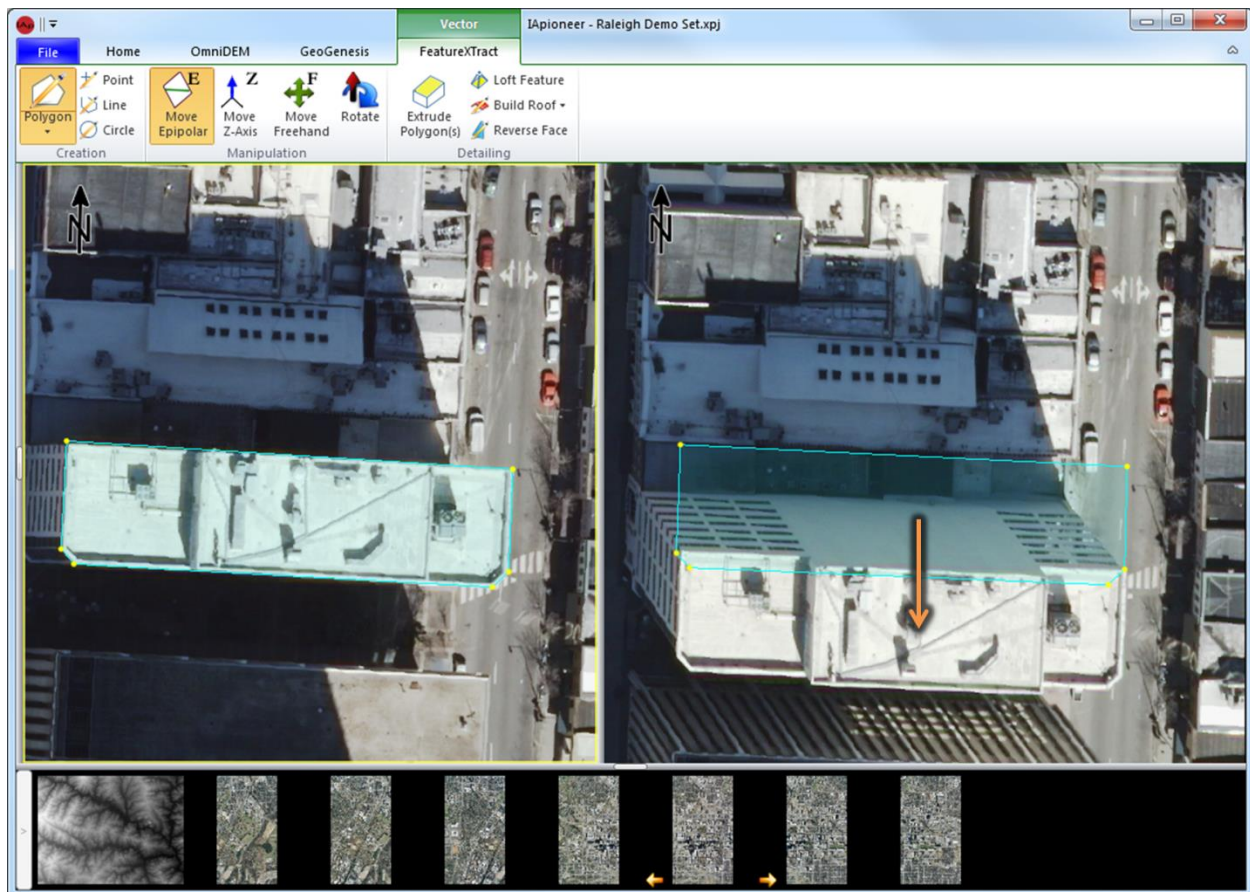 IAp
IApioneer - Raleigh Demo Set.xpj
Vector
File Home OmniDEM GeoGenesis FeatureXTract
Polygon
Point
Line
Circle
Creation
E
Move
Epipolar
Z
Move
Z-Axis
F
Move
Freehand
Rotate
Manipulation
Extrude
Polygon(s)
Loft Feature
Build Roof
Reverse Face
Detailing
N
N